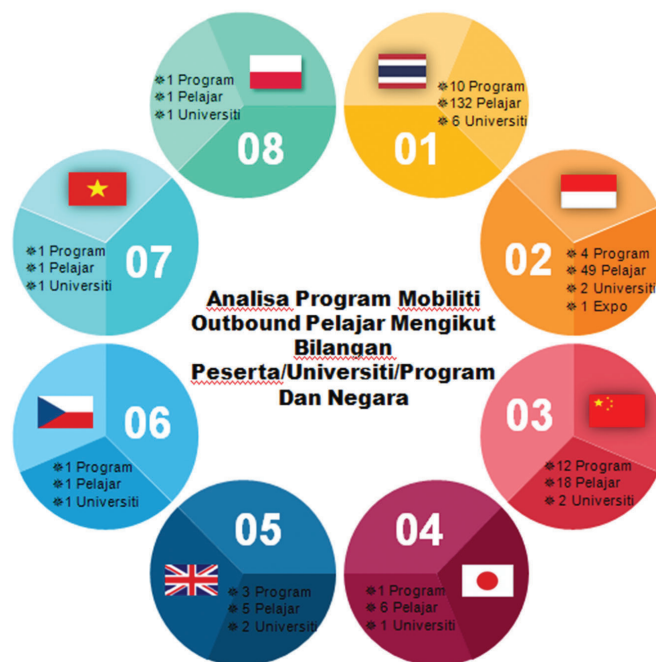 10 Program
132 Pelajar
6 Universiti
01
02
4 Program
49 Pelajar
2 Universiti
1 Expo
03
12 Program
18 Pelajar
2 Universiti
04
1 Program
6 Pelajar
1 Universiti
05
3 Program
5 Pelajar
2 Universiti
06
1 Program
1 Pelajar
1 Universiti
07
1 Program
1 Pelajar
1 Universiti
08
1 Program
1 Pelajar
1 Universiti
Analisa Program Mobiliti
Outbound Pelajar Mengikut
Bilangan
Peserta/Universiti/Program
Dan Negara